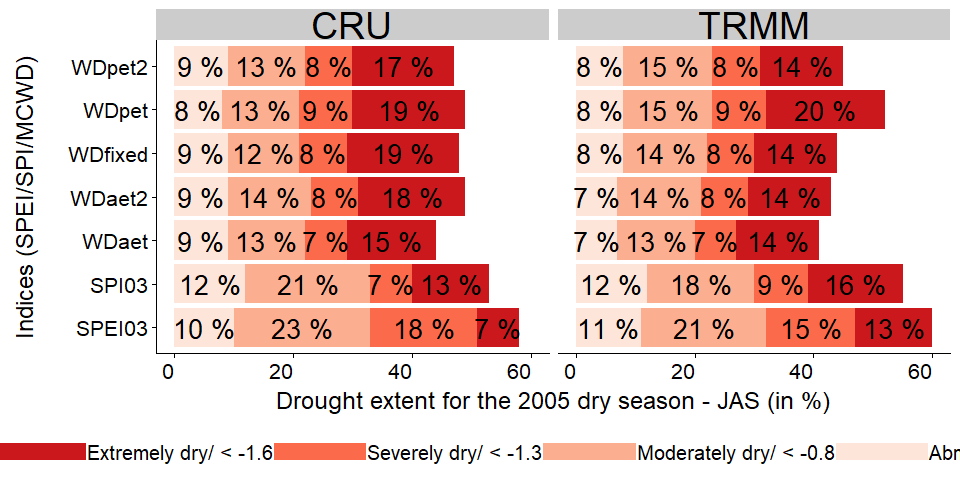 CRU TRMM
Indices (SPEI/SPI/MCWD)
WDpet2 9 % 13 % 8 % 17 % 8 % 15 % 8 % 14 %
WDpet 8 % 13 % 9 % 19 % 8 % 15 % 9 % 20 %
WDfixed 9 % 12 % 8 % 19 % 8 % 14 % 8 % 14 %
WDaet2 9 % 14 % 8 % 18 % 7 % 14 % 8 % 14 %
WDaet 9 % 13 % 7 % 15 % 7 % 13 % 7 % 14 %
SPI03 12 % 21 % 7 % 13 % 12 % 18 % 9 % 16 %
SPEI03 10 % 23 % 18 % 7 % 11 % 21 % 15 % 13 %
0 20 40 60 0 20 40 60
Drought extent for the 2005 dry season - JAS (in %)
Extremely dry/ < -1.6 Severely dry/ < -1.3 Moderately dry/ < -0.8